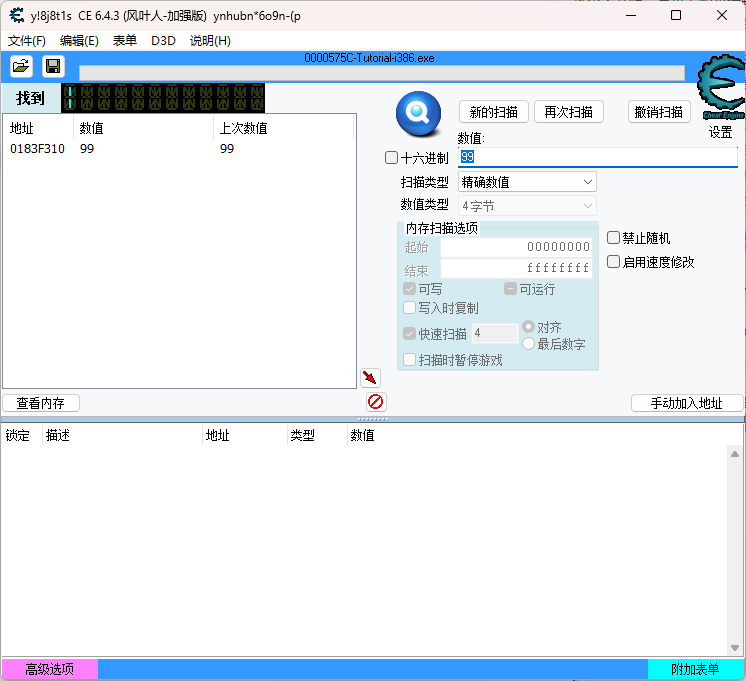 y!8j8t1s CE 6.4.3 (风叶人-加强版) ynhubn*6o9n-(p
文件(F) 编辑(E) 表单 D3D 说明(H)
0000575C-Tutorial-i386.exe
找到 1
地址 数值 上次数值
0183F310 99 99
新的扫描 再次扫描 撤销扫描
Cheat Engine
设置
数值:
十六进制 99
扫描类型 精确数值
数值类型 4 字节
内存扫描选项
起始 00000000
结束 ffffffff
可写 可运行
写入时复制
快速扫描 4 对齐
最后数字
扫描时暂停游戏
禁止随机
启用速度修改
查看内存 手动加入地址
锁定 描述 地址 类型 数值
高级选项 附加表单